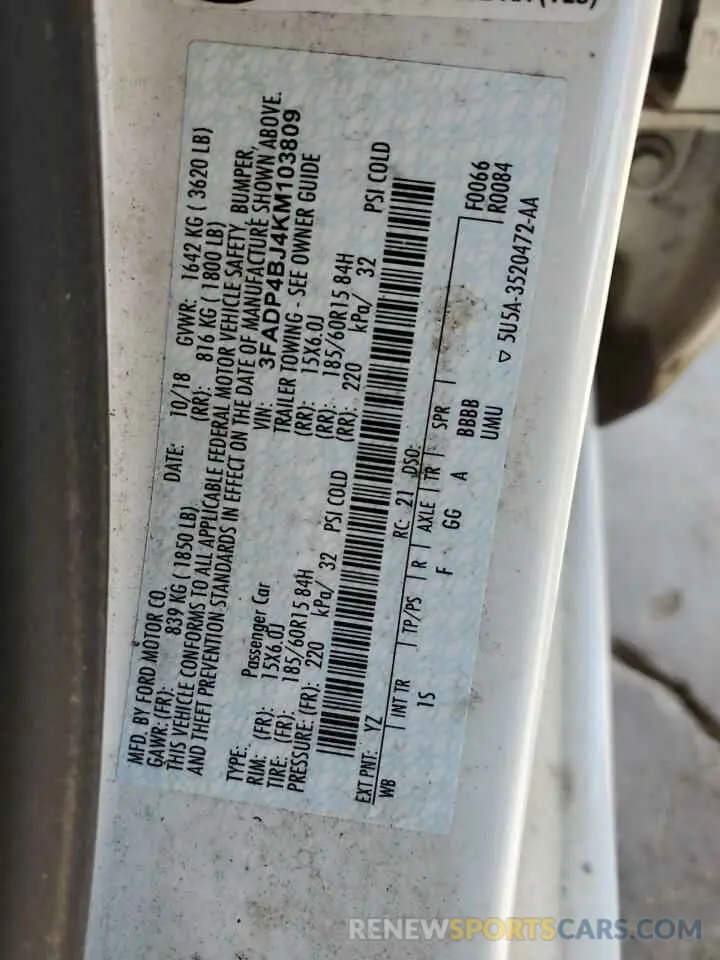 MFD. BY FORD MOTOR CO.
DATE: 10/18 GVWR: 1642 KG ( 3620 LB)
GAWR: (FR): 839 KG ( 1850 LB) (RR): 816 KG ( 1800 LB)
THIS VEHICLE CONFORMS TO ALL APPLICABLE FEDERAL MOTOR VEHICLE SAFETY, BUMPER,
AND THEFT PREVENTION STANDARDS IN EFFECT ON THE DATE OF MANUFACTURE SHOWN ABOVE.
VIN: 3FADP4BJ4KM103809
TYPE: Passenger Car TRAILER TOWING - SEE OWNER GUIDE
RIM: (FR): 15X6.0J (RR): 15X6.0J
TIRE: (FR): 185/60R15 84H (RR): 185/60R15 84H
PRESSURE: (FR): 220 kPa/ 32 PSI COLD (RR): 220 kPa/ 32 PSI COLD
EXT PNT: YZ RC: 21 DSO: F0066
WB INT TR TP/PS R AXLE TR SPR R0084
1S F GG A BBBB
UMU
▽ 5U5A-3520472-AA
RENEWSPORTSCARS.COM